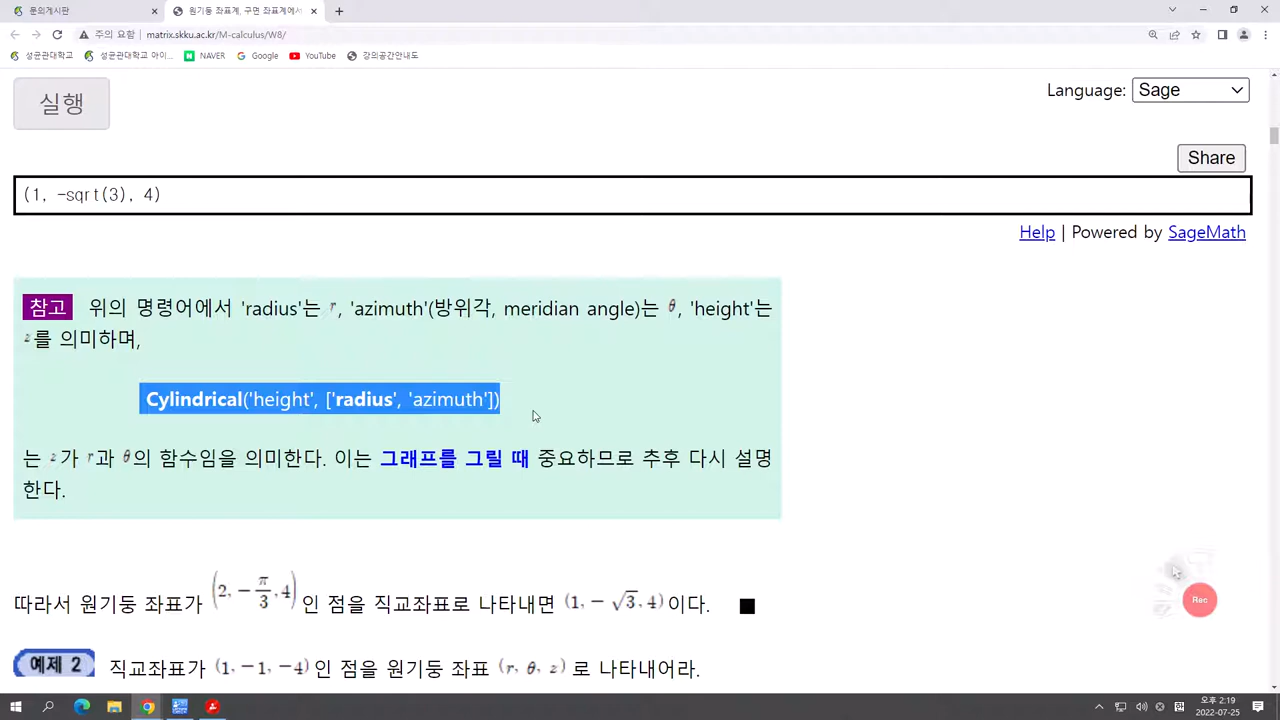 문의게시판
원기둥 좌표계, 구면 좌표계에서
주의 요함 matrix.skku.ac.kr/M-calculus/W8/
성균관대학교 성균관대학교 아이... NAVER Google YouTube 강의공간안내도
실행
Language: Sage
Share
(1, -sqrt(3), 4)
Help | Powered by SageMath
참고 위의 명령어에서 'radius'는 r, 'azimuth'(방위각, meridian angle)는 θ, 'height'는
z를 의미하며,
Cylindrical('height', ['radius', 'azimuth'])
는 z가 r과 θ의 함수임을 의미한다. 이는 그래프를 그릴 때 중요하므로 추후 다시 설명
한다.
따라서 원기둥 좌표가 (2, -π/3, 4)인 점을 직교좌표로 나타내면 (1, -√3, 4)이다. ■
예제 2 직교좌표가 (1, -1, -4)인 점을 원기둥 좌표 (r, θ, z)로 나타내어라.
Rec
오후 2:19
2022-07-25